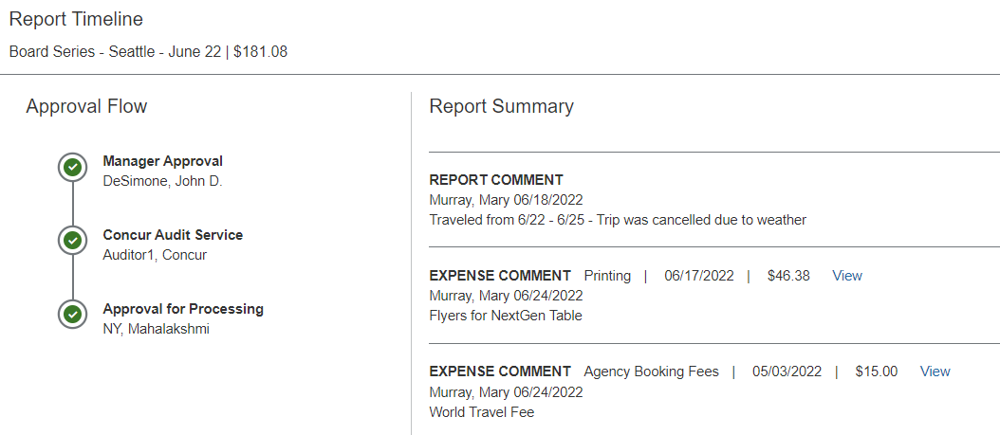 Report Timeline
Board Series - Seattle - June 22 | $181.08
Approval Flow
Manager Approval
DeSimone, John D.
Concur Audit Service
Auditor1, Concur
Approval for Processing
NY, Mahalakshmi
Report Summary
REPORT COMMENT
Murray, Mary 06/18/2022
Traveled from 6/22 - 6/25 - Trip was cancelled due to weather
EXPENSE COMMENT Printing | 06/17/2022 | $46.38 View
Murray, Mary 06/24/2022
Flyers for NextGen Table
EXPENSE COMMENT Agency Booking Fees | 05/03/2022 | $15.00 View
Murray, Mary 06/24/2022
World Travel Fee